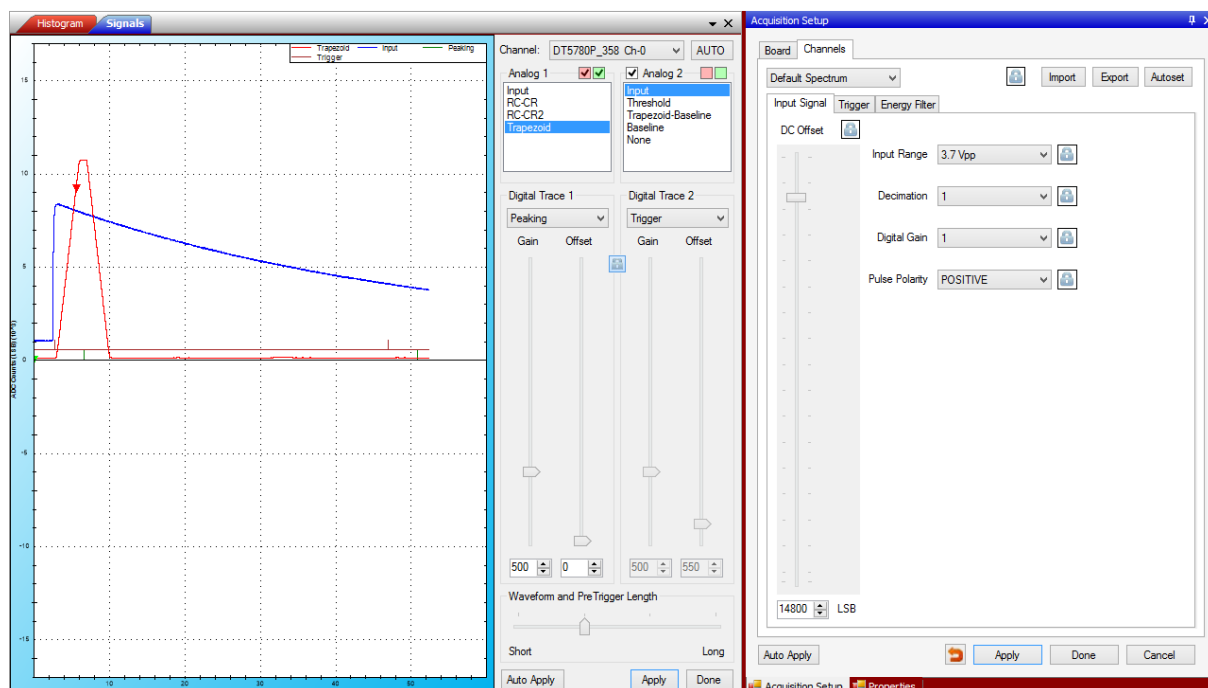 Histogram
Signals
Trapezoid Input Peaking
Trigger
15
10
5
0
-5
-10
-15
ADC Counts (LSB) (10^3)
10
20
30
40
50
Channel: DT5780P_358 Ch-0 AUTO
Analog 1
Input
RC-CR
RC-CR2
Trapezoid
Analog 2
Input
Threshold
Trapezoid-Baseline
Baseline
None
Digital Trace 1
Peaking
Gain Offset
500 0
Digital Trace 2
Trigger
Gain Offset
500 550
Waveform and PreTrigger Length
Short Long
Auto Apply Apply Done
Acquisition Setup
Board Channels
Default Spectrum Import Export Autoset
Input Signal Trigger Energy Filter
DC Offset
Input Range 3.7 Vpp
Decimation 1
Digital Gain 1
Pulse Polarity POSITIVE
14800 LSB
Auto Apply Apply Done Cancel
Acquisition Setup Properties